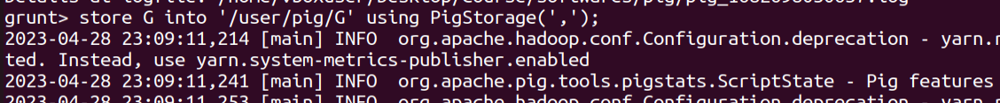 Details at logfile: /home/vboxuser/Desktop/course/softwares/pig/pig_1682698030637.log
grunt> store G into '/user/pig/G' using PigStorage(',');
2023-04-28 23:09:11,214 [main] INFO  org.apache.hadoop.conf.Configuration.deprecation - yarn.r
ted. Instead, use yarn.system-metrics-publisher.enabled
2023-04-28 23:09:11,241 [main] INFO  org.apache.pig.tools.pigstats.ScriptState - Pig features
2023-04-28 23:09:11,253 [main] INFO  org.apache.hadoop.conf.Configuration.deprecation - yarn.r